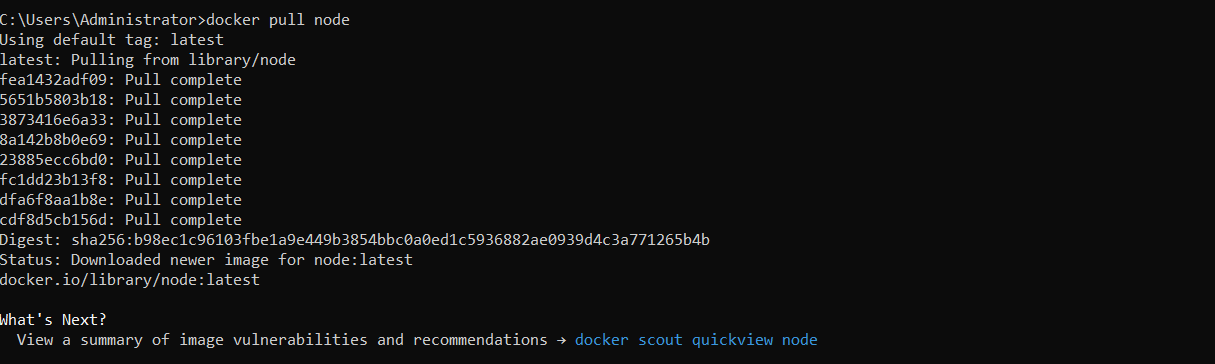 C:\Users\Administrator>docker pull node
Using default tag: latest
latest: Pulling from library/node
fea1432adf09: Pull complete
5651b5803b18: Pull complete
3873416e6a33: Pull complete
8a142b8b0e69: Pull complete
23885ecc6bd0: Pull complete
fc1dd23b13f8: Pull complete
dfa6f8aa1b8e: Pull complete
cdf8d5cb156d: Pull complete
Digest: sha256:b98ec1c96103fbe1a9e449b3854bbc0a0ed1c5936882ae0939d4c3a771265b4b
Status: Downloaded newer image for node:latest
docker.io/library/node:latest
What's Next?
View a summary of image vulnerabilities and recommendations → docker scout quickview node